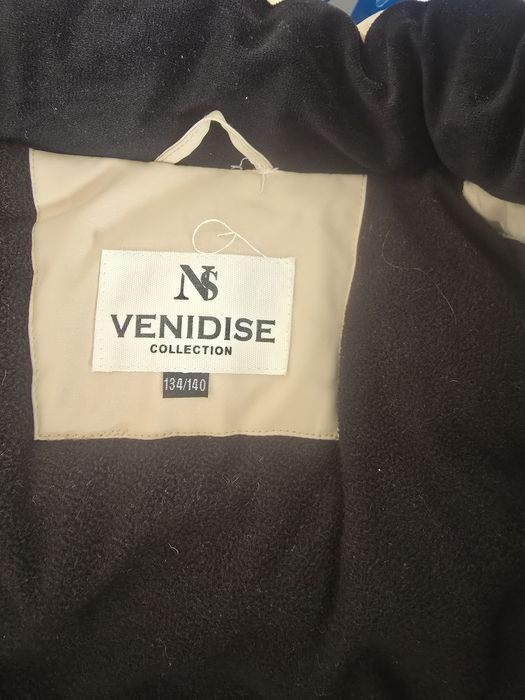 NS
VENIDISE
COLLECTION
134/140